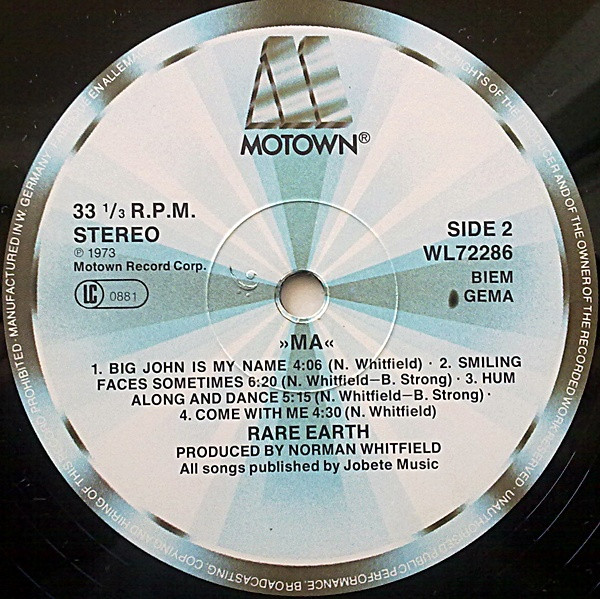 MOTOWN®
33 1/3 R.P.M.
STEREO
℗ 1973
Motown Record Corp.
LC 0881
SIDE 2
WL72286
BIEM
GEMA
»MA«
1. BIG JOHN IS MY NAME 4:06 (N. Whitfield) · 2. SMILING
FACES SOMETIMES 6:20 (N. Whitfield–B. Strong) · 3. HUM
ALONG AND DANCE 5:15 (N. Whitfield–B. Strong) ·
4. COME WITH ME 4:30 (N. Whitfield)
RARE EARTH
PRODUCED BY NORMAN WHITFIELD
All songs published by Jobete Music
PROHIBITED · MANUFACTURED IN W. GERMANY
EN ALLEMA
ALL RIGHTS OF THE PRODUCER AND OF THE OWNER OF THE RECORDED WORK RESERVED · UNAUTHORISED PUBLIC PERFORMANCE, BROADCASTING, COPYING AND HIRING OF THIS